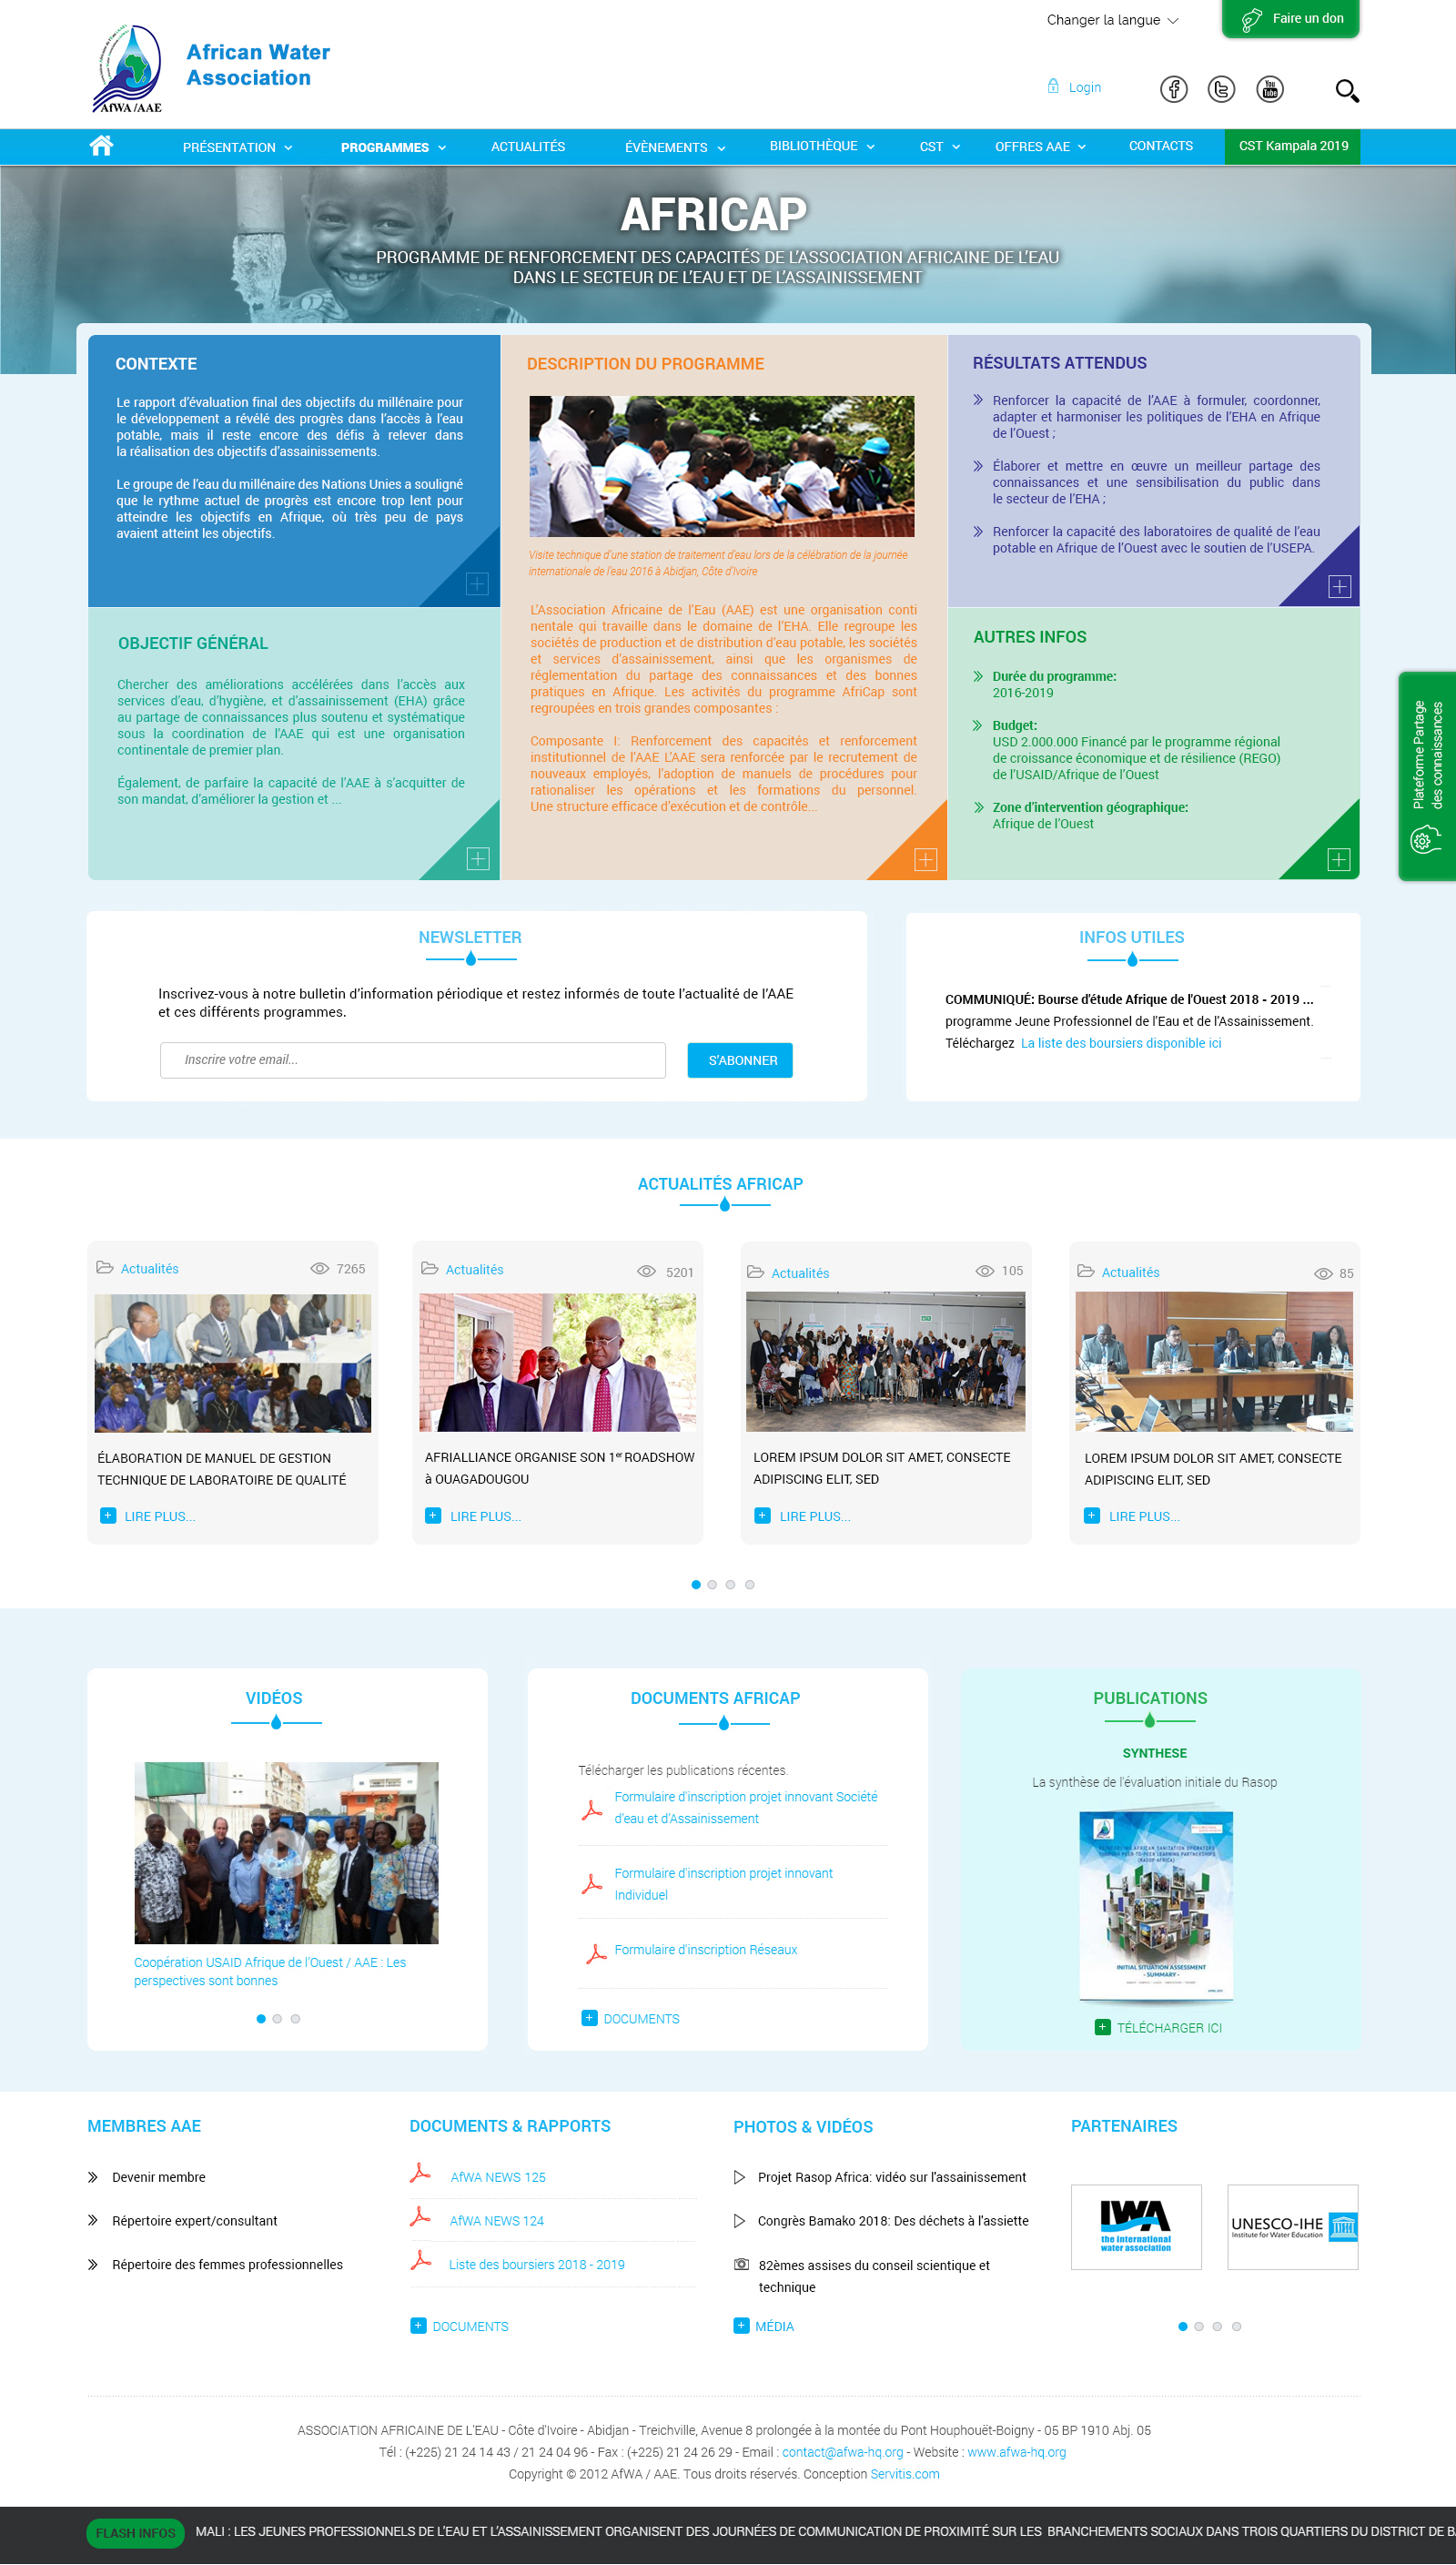 Changer la langue
Faire un don
African Water
Association
AfWA /AAE
Login
PRÉSENTATION
PROGRAMMES
ACTUALITÉS
ÉVÈNEMENTS
BIBLIOTHÈQUE
CST
OFFRES AAE
CONTACTS
CST Kampala 2019
AFRICAP
PROGRAMME DE RENFORCEMENT DES CAPACITÉS DE L'ASSOCIATION AFRICAINE DE L'EAU
DANS LE SECTEUR DE L'EAU ET DE L'ASSAINISSEMENT
CONTEXTE
Le rapport d'évaluation final des objectifs du millénaire pour
le développement a révélé des progrès dans l'accès à l'eau
potable, mais il reste encore des défis à relever dans
la réalisation des objectifs d'assainissements.
Le groupe de l'eau du millénaire des Nations Unies a souligné
que le rythme actuel de progrès est encore trop lent pour
atteindre les objectifs en Afrique, où très peu de pays
avaient atteint les objectifs.
OBJECTIF GÉNÉRAL
Chercher des améliorations accélérées dans l'accès aux
services d'eau, d'hygiène, et d'assainissement (EHA) grâce
au partage de connaissances plus soutenu et systématique
sous la coordination de l'AAE qui est une organisation
continentale de premier plan.
Également, de parfaire la capacité de l'AAE à s'acquitter de
son mandat, d'améliorer la gestion et ...
DESCRIPTION DU PROGRAMME
Visite technique d'une station de traitement d'eau lors de la célébration de la journée
internationale de l'eau 2016 à Abidjan, Côte d'Ivoire
L'Association Africaine de l'Eau (AAE) est une organisation conti
nentale qui travaille dans le domaine de l'EHA. Elle regroupe les
sociétés de production et de distribution d'eau potable, les sociétés
et services d'assainissement, ainsi que les organismes de
réglementation du partage des connaissances et des bonnes
pratiques en Afrique. Les activités du programme AfriCap sont
regroupées en trois grandes composantes :
Composante I: Renforcement des capacités et renforcement
institutionnel de l'AAE L'AAE sera renforcée par le recrutement de
nouveaux employés, l'adoption de manuels de procédures pour
rationaliser les opérations et les formations du personnel.
Une structure efficace d'exécution et de contrôle...
RÉSULTATS ATTENDUS
Renforcer la capacité de l'AAE à formuler, coordonner,
adapter et harmoniser les politiques de l'EHA en Afrique
de l'Ouest ;
Élaborer et mettre en œuvre un meilleur partage des
connaissances et une sensibilisation du public dans
le secteur de l'EHA ;
Renforcer la capacité des laboratoires de qualité de l'eau
potable en Afrique de l'Ouest avec le soutien de l'USEPA.
AUTRES INFOS
Durée du programme:
2016-2019
Budget:
USD 2.000.000 Financé par le programme régional
de croissance économique et de résilience (REGO)
de l'USAID/Afrique de l'Ouest
Zone d'intervention géographique:
Afrique de l'Ouest
Plateforme Partage
des connaissances
NEWSLETTER
Inscrivez-vous à notre bulletin d'information périodique et restez informés de toute l'actualité de l'AAE
et ces différents programmes.
Inscrire votre email...
S'ABONNER
INFOS UTILES
COMMUNIQUÉ: Bourse d'étude Afrique de l'Ouest 2018 - 2019 ...
programme Jeune Professionnel de l'Eau et de l'Assainissement.
Téléchargez La liste des boursiers disponible ici
ACTUALITÉS AFRICAP
Actualités 7265
ÉLABORATION DE MANUEL DE GESTION
TECHNIQUE DE LABORATOIRE DE QUALITÉ
LIRE PLUS...
Actualités 5201
AFRIALLIANCE ORGANISE SON 1er ROADSHOW
à OUAGADOUGOU
LIRE PLUS...
Actualités 105
LOREM IPSUM DOLOR SIT AMET, CONSECTE
ADIPISCING ELIT, SED
LIRE PLUS...
Actualités 85
LOREM IPSUM DOLOR SIT AMET, CONSECTE
ADIPISCING ELIT, SED
LIRE PLUS...
VIDÉOS
Coopération USAID Afrique de l'Ouest / AAE : Les
perspectives sont bonnes
DOCUMENTS AFRICAP
Télécharger les publications récentes.
Formulaire d'inscription projet innovant Société
d'eau et d'Assainissement
Formulaire d'inscription projet innovant
Individuel
Formulaire d'inscription Réseaux
DOCUMENTS
PUBLICATIONS
SYNTHESE
La synthèse de l'évaluation initiale du Rasop
INITIAL SITUATION ASSESSMENT
- SUMMARY -
TÉLÉCHARGER ICI
MEMBRES AAE
Devenir membre
Répertoire expert/consultant
Répertoire des femmes professionnelles
DOCUMENTS & RAPPORTS
AfWA NEWS 125
AfWA NEWS 124
Liste des boursiers 2018 - 2019
DOCUMENTS
PHOTOS & VIDÉOS
Projet Rasop Africa: vidéo sur l'assainissement
Congrès Bamako 2018: Des déchets à l'assiette
82èmes assises du conseil scientique et
technique
MÉDIA
PARTENAIRES
IWA
the international
water association
UNESCO-IHE
Institute for Water Education
ASSOCIATION AFRICAINE DE L'EAU - Côte d'Ivoire - Abidjan - Treichville, Avenue 8 prolongée à la montée du Pont Houphouët-Boigny - 05 BP 1910 Abj. 05
Tél : (+225) 21 24 14 43 / 21 24 04 96 - Fax : (+225) 21 24 26 29 - Email : contact@afwa-hq.org - Website : www.afwa-hq.org
Copyright © 2012 AfWA / AAE. Tous droits réservés. Conception Servitis.com
FLASH INFOS
MALI : LES JEUNES PROFESSIONNELS DE L'EAU ET L'ASSAINISSEMENT ORGANISENT DES JOURNÉES DE COMMUNICATION DE PROXIMITÉ SUR LES BRANCHEMENTS SOCIAUX DANS TROIS QUARTIERS DU DISTRICT DE